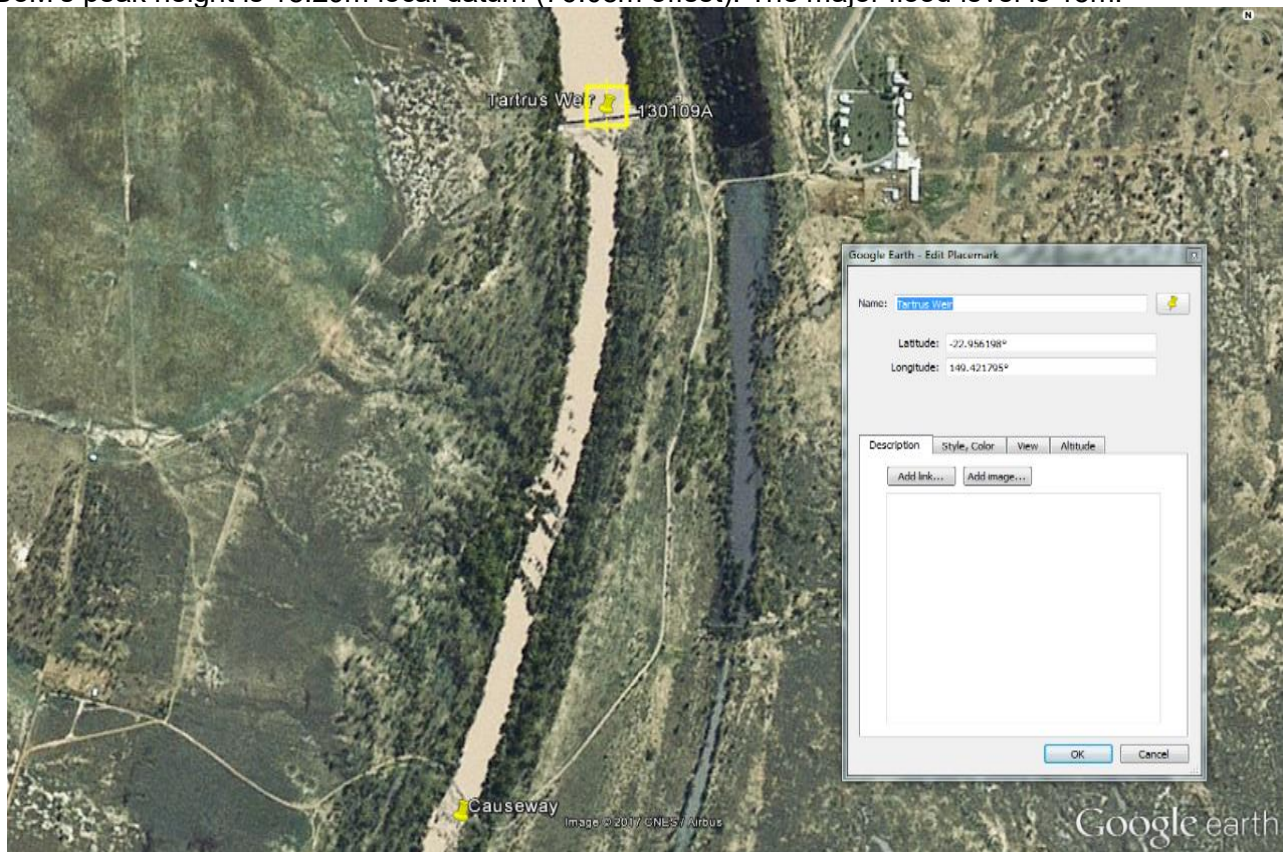 N
Tartrus Weir
130109A
Google Earth - Edit Placemark
Name: Tartrus Weir
Latitude: -22.956198°
Longitude: 149.421795°
Description Style, Color View Altitude
Add link... Add image...
OK Cancel
Causeway
Image © 2017 CNES / Airbus
Google earth